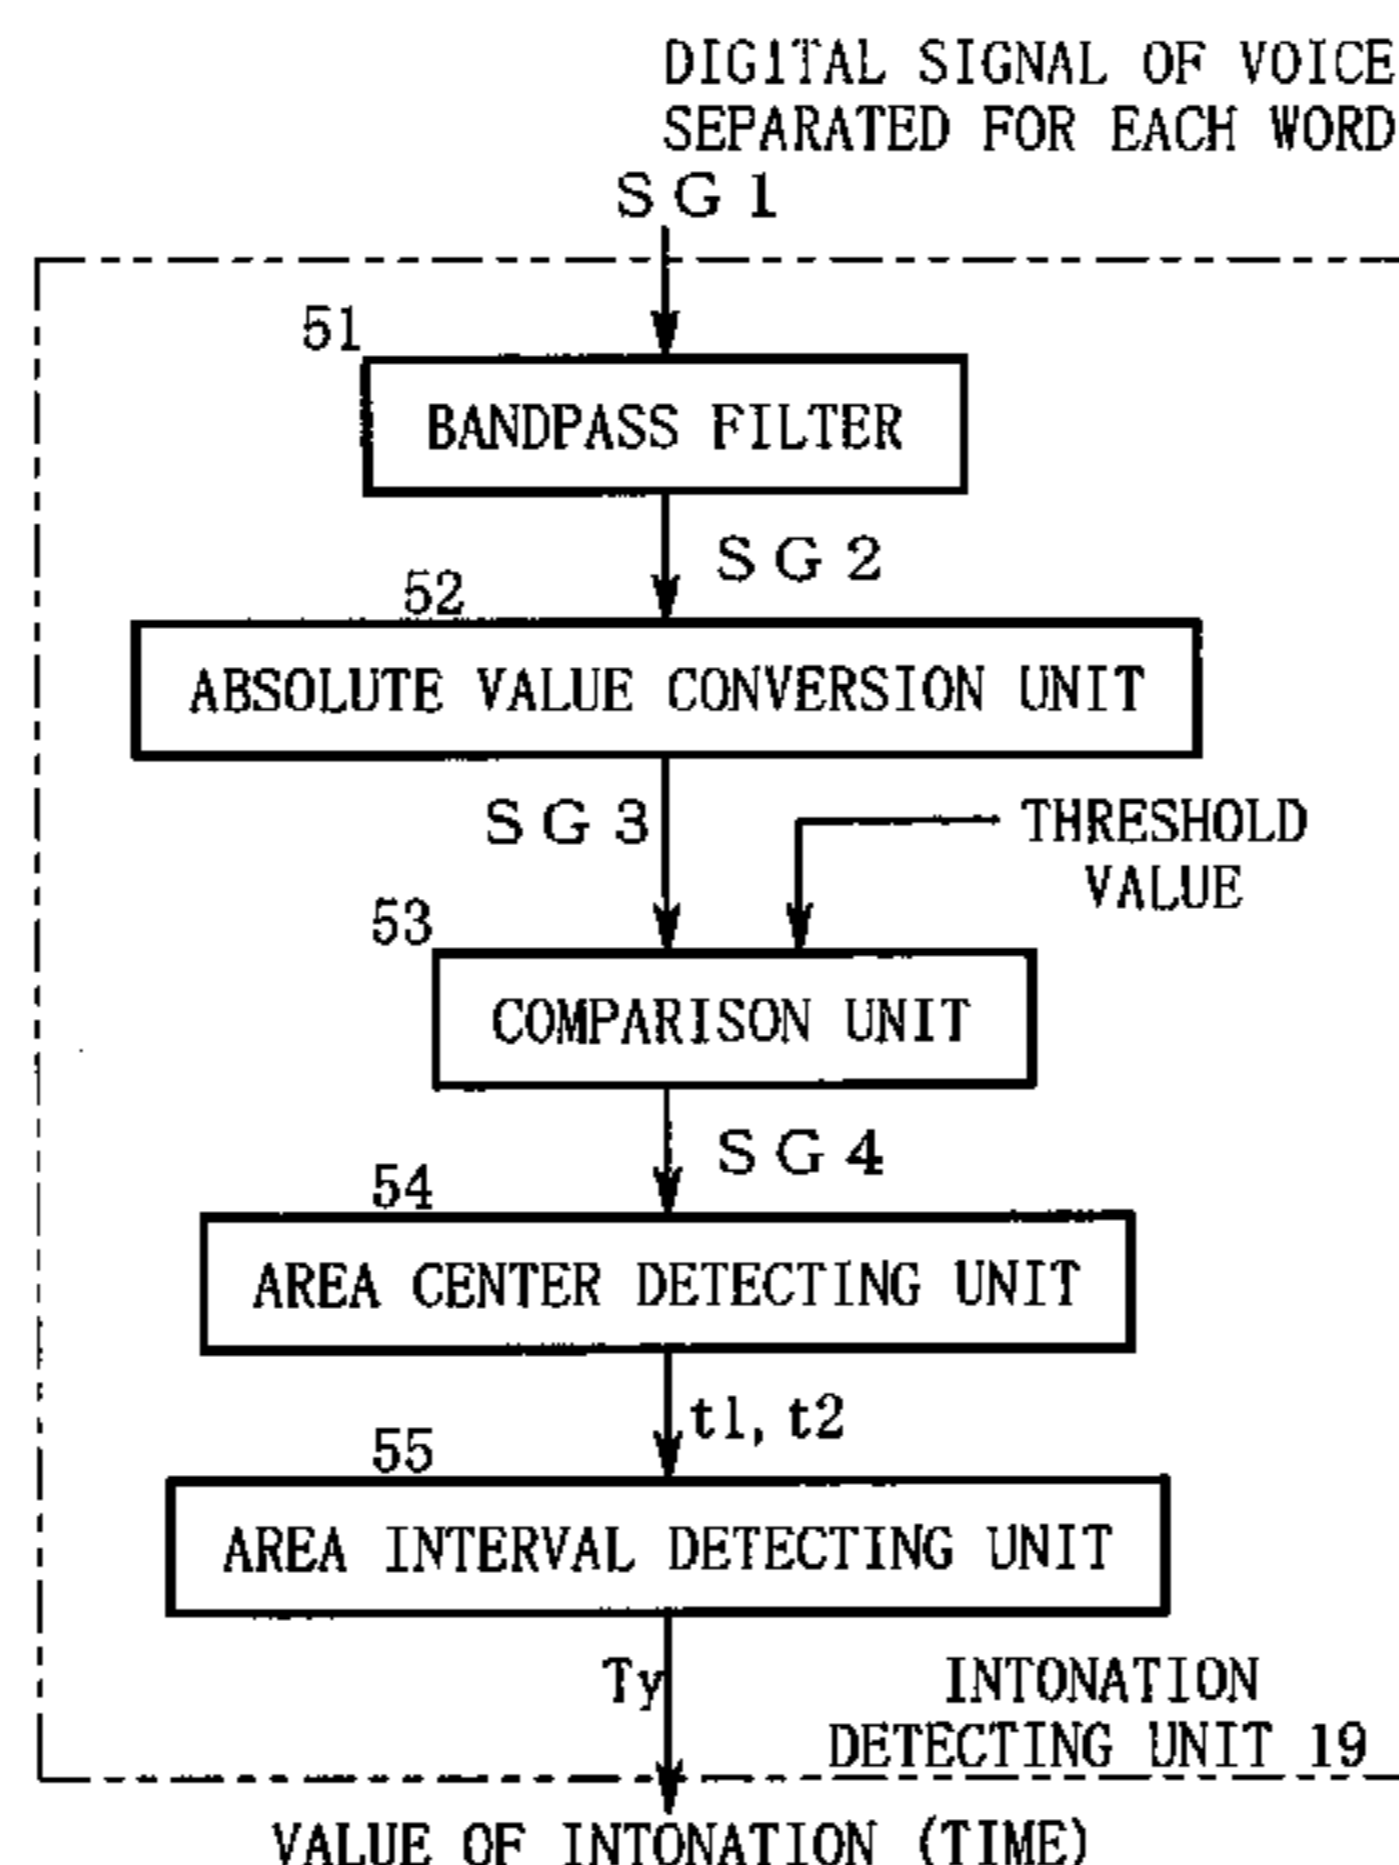 DIGITAL SIGNAL OF VOICE
SEPARATED FOR EACH WORD
SG1
51
BANDPASS FILTER
SG2
52
ABSOLUTE VALUE CONVERSION UNIT
SG3
THRESHOLD
VALUE
53
COMPARISON UNIT
SG4
54
AREA CENTER DETECTING UNIT
t1, t2
55
AREA INTERVAL DETECTING UNIT
Ty
INTONATION
DETECTING UNIT 19
VALUE OF INTONATION (TIME)